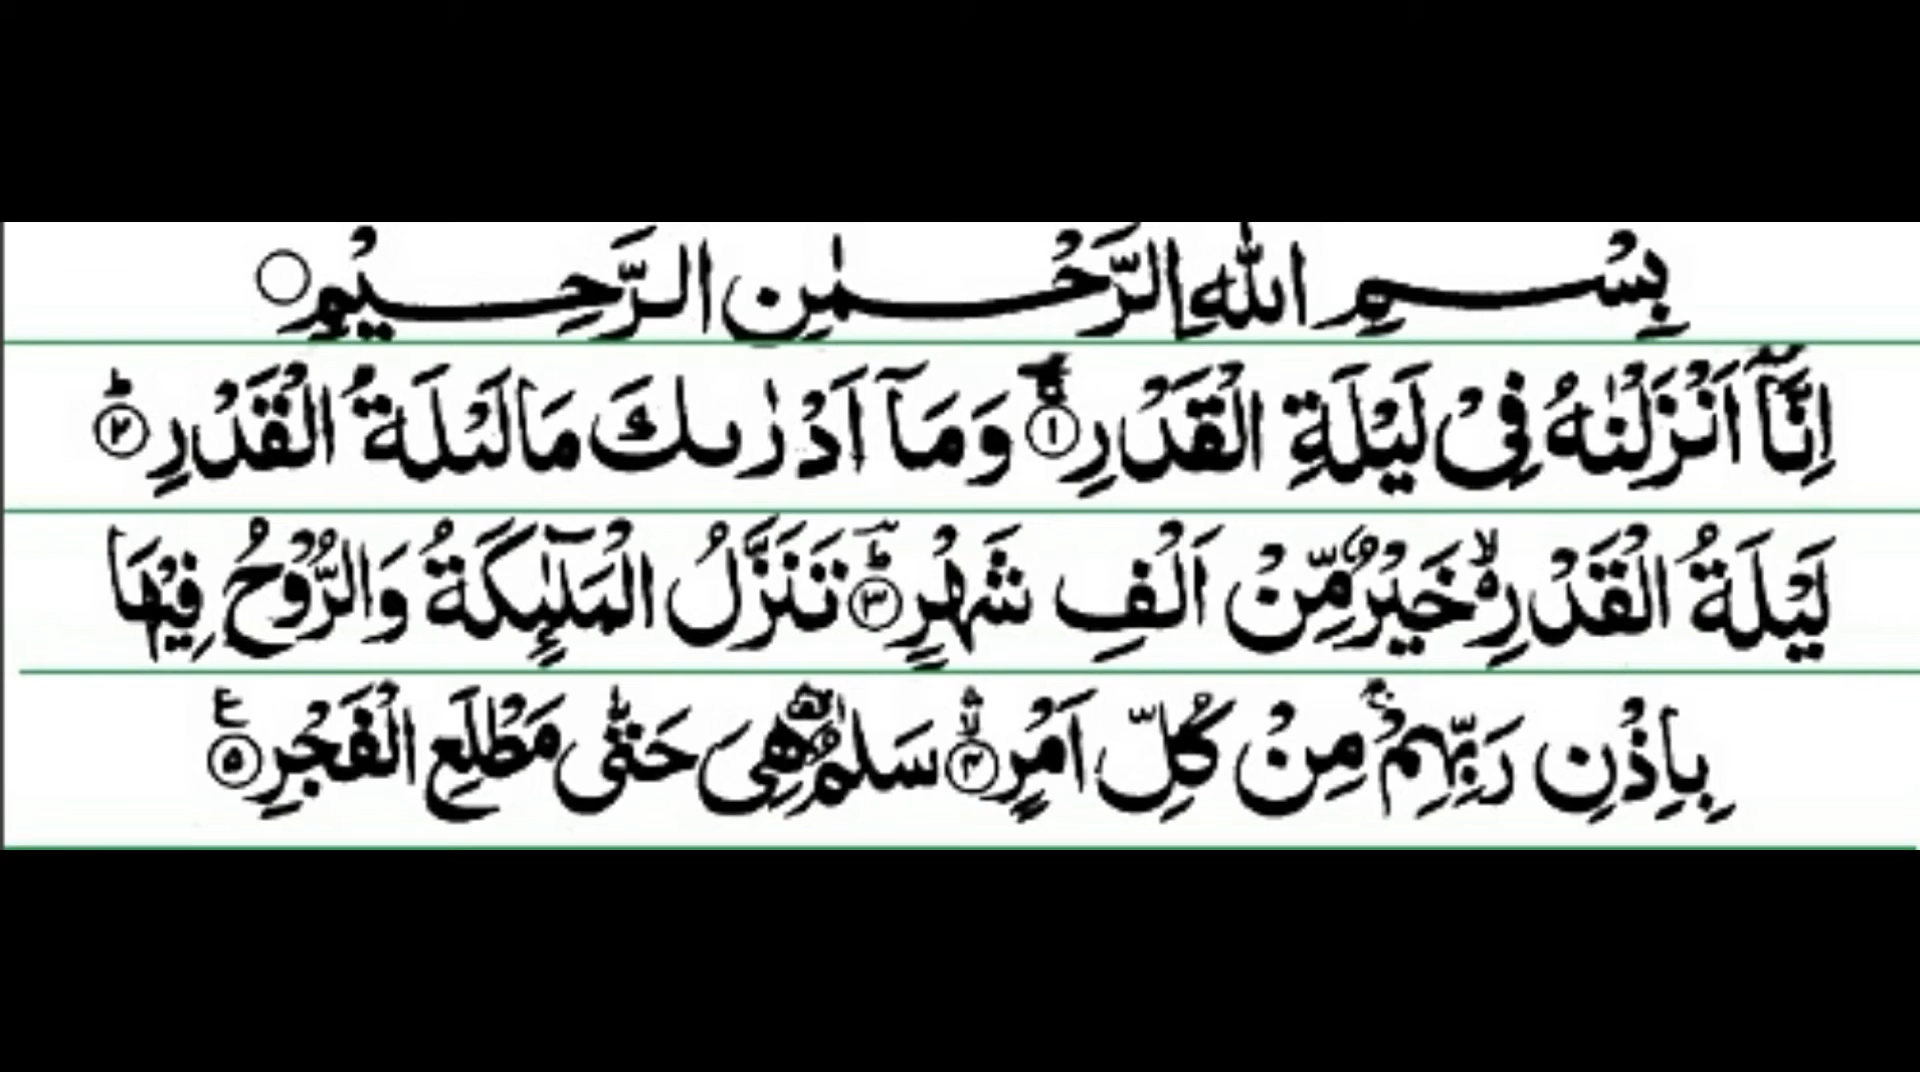 بِسْمِ اللّٰهِ الرَّحْمٰنِ الرَّحِيْمِ ۝
اِنَّآ اَنْزَلْنٰهُ فِيْ لَيْلَةِ الْقَدْرِ ۝١ وَمَآ اَدْرٰىكَ مَا لَيْلَةُ الْقَدْرِ ۝٢ؕ
لَيْلَةُ الْقَدْرِ ۙ۬ خَيْرٌ مِّنْ اَلْفِ شَهْرٍ ۝٣ؕ تَنَزَّلُ الْمَلٰٓئِكَةُ وَالرُّوْحُ فِيْهَا
بِاِذْنِ رَبِّهِمْ ۚ مِنْ كُلِّ اَمْرٍ ۝٤ۙۛ سَلٰمٌ ۛ۫ هِيَ حَتّٰى مَطْلَعِ الْفَجْرِ ۝٥ ع